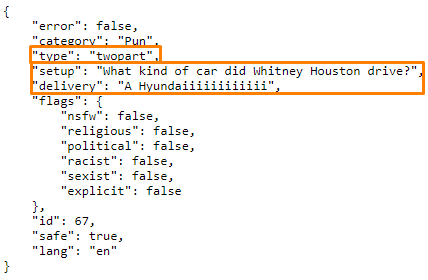 {
    "error": false,
    "category": "Pun",
    "type": "twopart",
    "setup": "What kind of car did Whitney Houston drive?",
    "delivery": "A Hyundaiiiiiiiiiiii",
    "flags": {
        "nsfw": false,
        "religious": false,
        "political": false,
        "racist": false,
        "sexist": false,
        "explicit": false
    },
    "id": 67,
    "safe": true,
    "lang": "en"
}